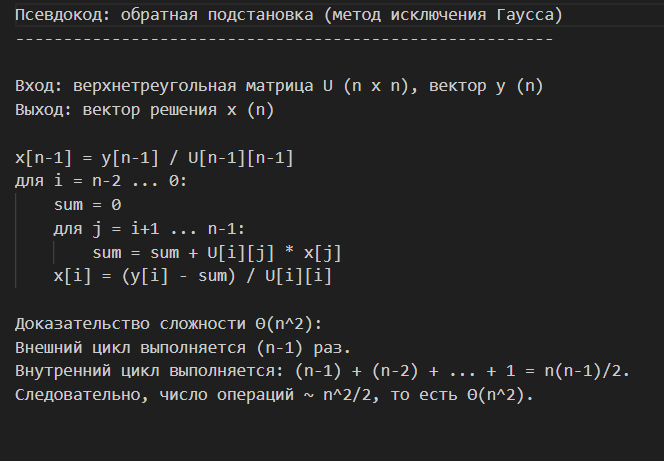 Псевдокод: обратная подстановка (метод исключения Гаусса)
--------------------------------------------------------
Вход: верхнетреугольная матрица U (n x n), вектор y (n)
Выход: вектор решения x (n)
x[n-1] = y[n-1] / U[n-1][n-1]
для i = n-2 ... 0:
    sum = 0
    для j = i+1 ... n-1:
        sum = sum + U[i][j] * x[j]
    x[i] = (y[i] - sum) / U[i][i]
Доказательство сложности Θ(n^2):
Внешний цикл выполняется (n-1) раз.
Внутренний цикл выполняется: (n-1) + (n-2) + ... + 1 = n(n-1)/2.
Следовательно, число операций ~ n^2/2, то есть Θ(n^2).